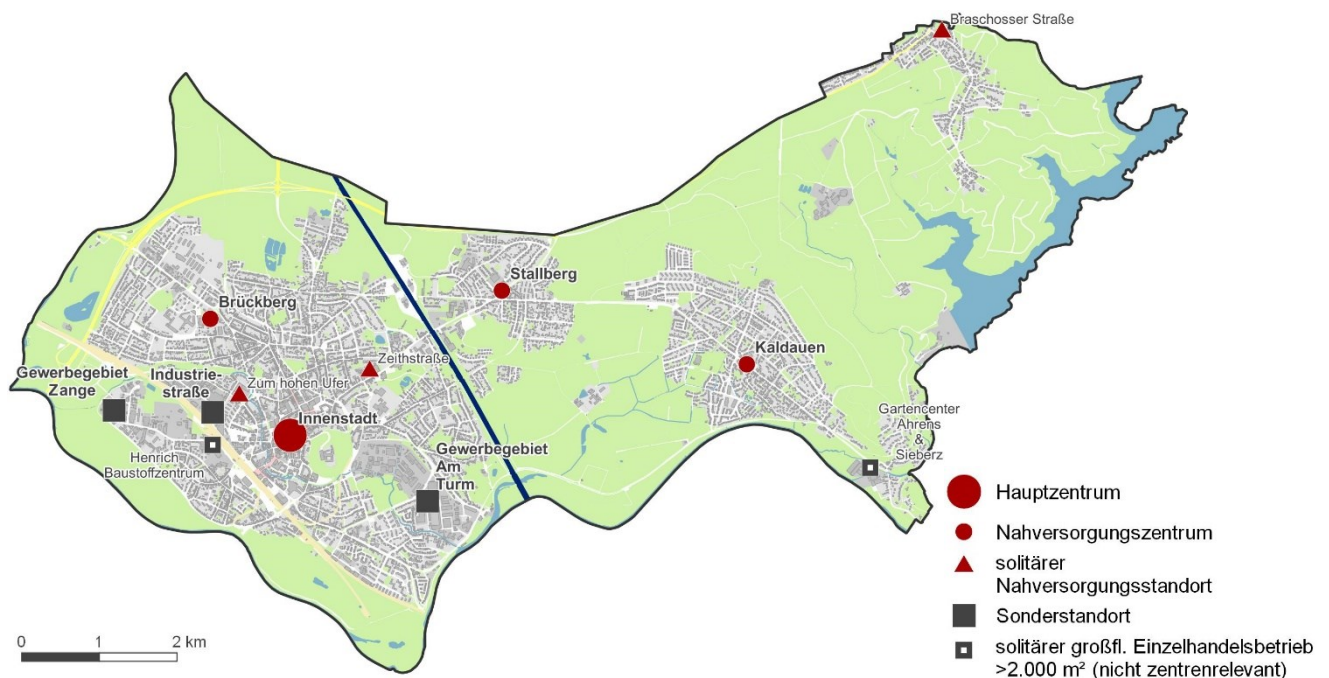 Braschosser Straße
Stallberg
Brückberg
Kaldauen
Zeithstraße
Gewerbegebiet
Zange
Industrie-
straße
Zum hohen Ufer
Innenstadt
Henrich
Baustoffzentrum
Gewerbegebiet
Am
Turm
Gartencenter
Ahrens
&
Sieberz
Hauptzentrum
Nahversorgungszentrum
solitärer
Nahversorgungsstandort
Sonderstandort
solitärer großfl. Einzelhandelsbetrieb
>2.000 m² (nicht zentrenrelevant)
0 1 2 km